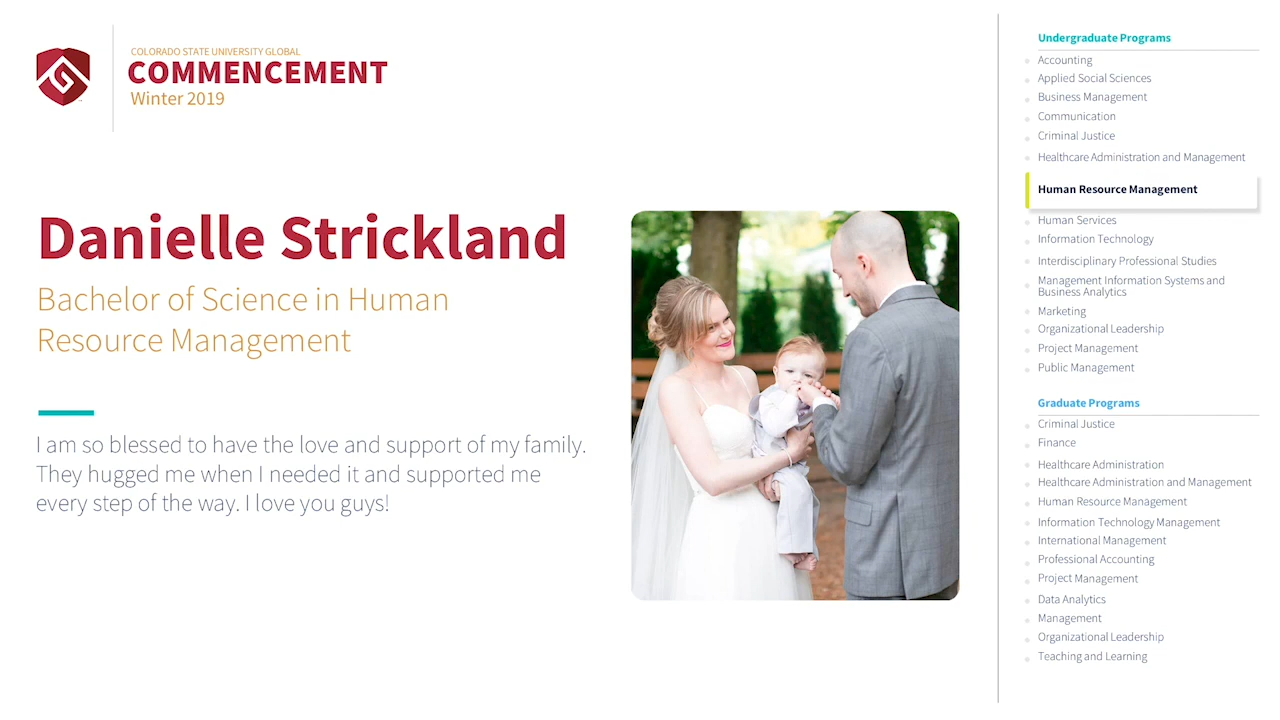 COLORADO STATE UNIVERSITY GLOBAL
COMMENCEMENT
Winter 2019
Danielle Strickland
Bachelor of Science in Human
Resource Management
I am so blessed to have the love and support of my family.
They hugged me when I needed it and supported me
every step of the way. I love you guys!
Undergraduate Programs
Accounting
Applied Social Sciences
Business Management
Communication
Criminal Justice
Healthcare Administration and Management
Human Resource Management
Human Services
Information Technology
Interdisciplinary Professional Studies
Management Information Systems and
Business Analytics
Marketing
Organizational Leadership
Project Management
Public Management
Graduate Programs
Criminal Justice
Finance
Healthcare Administration
Healthcare Administration and Management
Human Resource Management
Information Technology Management
International Management
Professional Accounting
Project Management
Data Analytics
Management
Organizational Leadership
Teaching and Learning